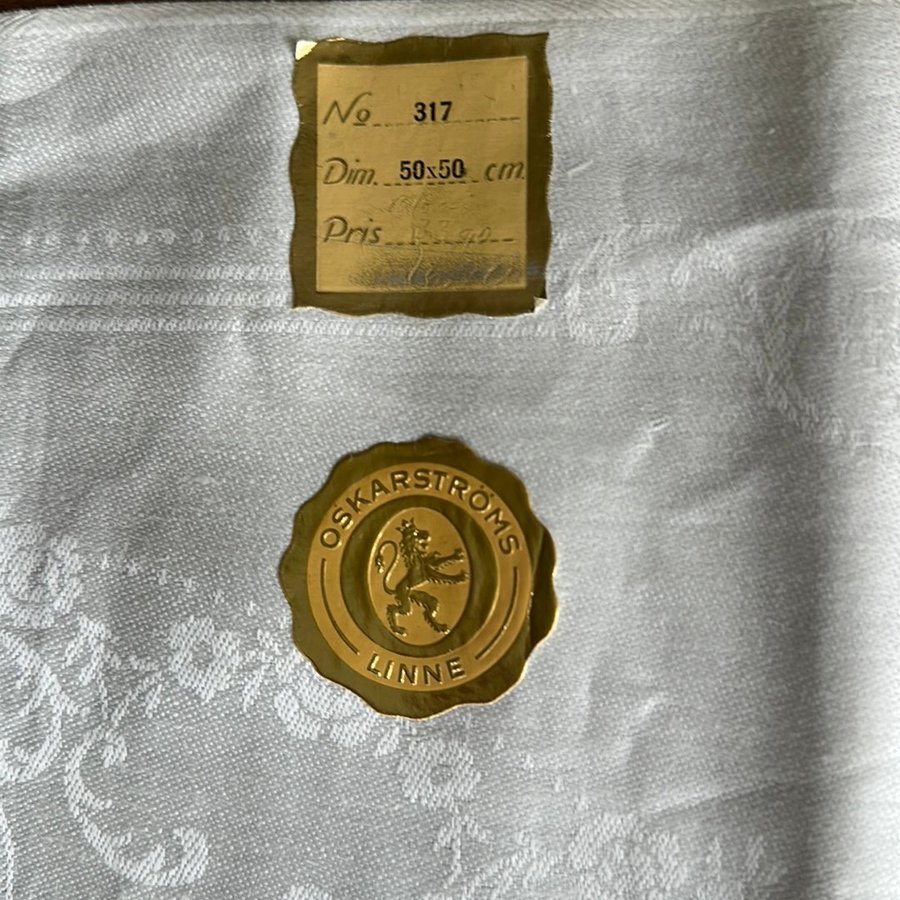 No 317
Dim. 50x50 cm.
Pris
OSKARSTRÖMS
LINNE